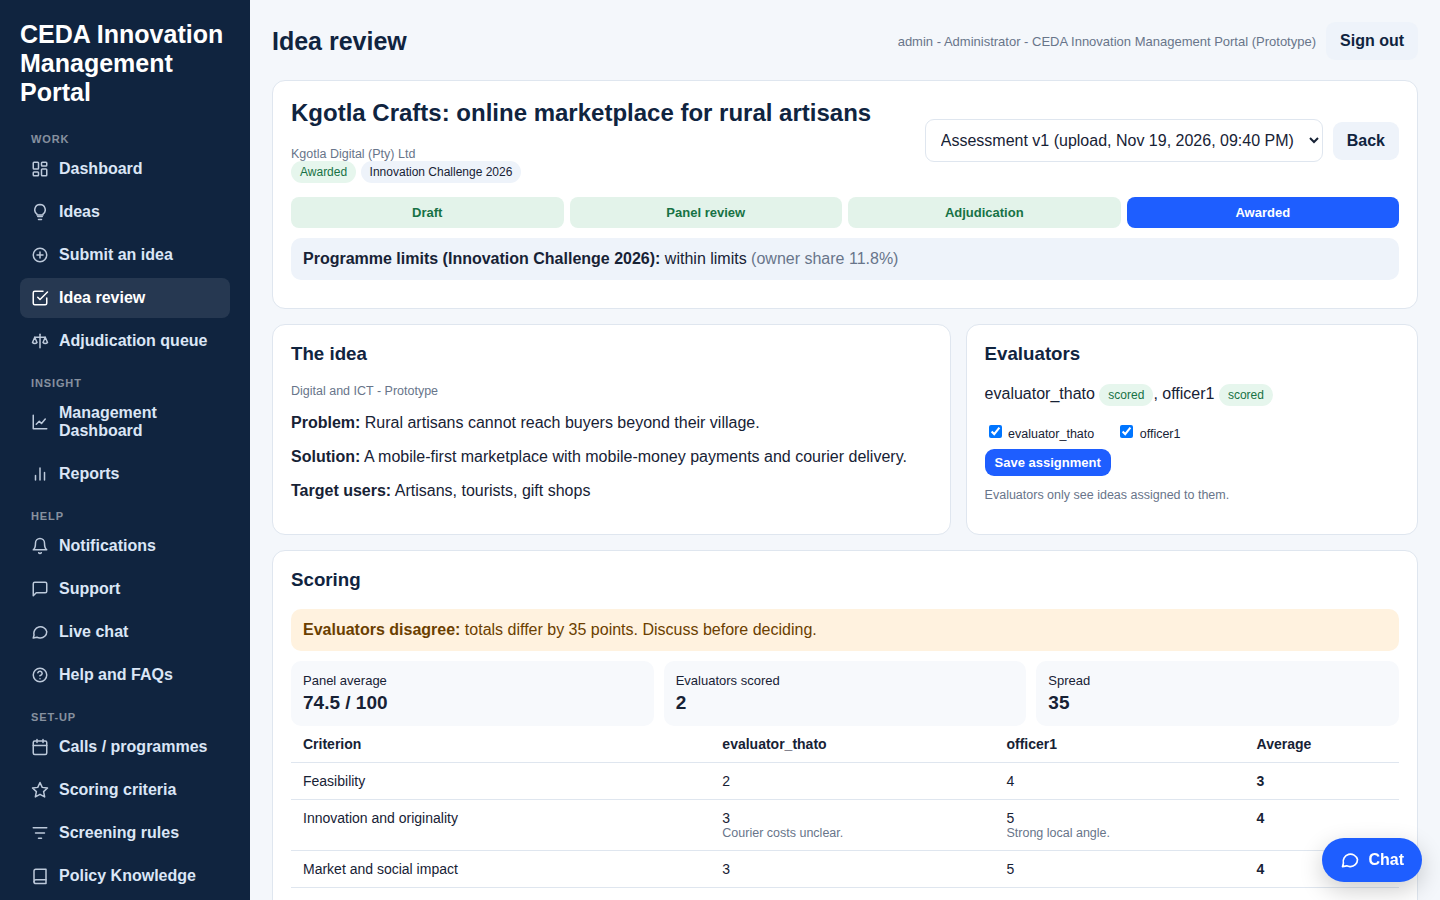 CEDA Innovation
Management
Portal
WORK
Dashboard
Ideas
Submit an idea
Idea review
Adjudication queue
INSIGHT
Management
Dashboard
Reports
HELP
Notifications
Support
Live chat
Help and FAQs
SET-UP
Calls / programmes
Scoring criteria
Screening rules
Policy Knowledge
Idea review
admin - Administrator - CEDA Innovation Management Portal (Prototype)
Sign out
Kgotla Crafts: online marketplace for rural artisans
Kgotla Digital (Pty) Ltd
Awarded Innovation Challenge 2026
Assessment v1 (upload, Nov 19, 2026, 09:40 PM)
Back
Draft Panel review Adjudication Awarded
Programme limits (Innovation Challenge 2026): within limits (owner share 11.8%)
The idea
Digital and ICT - Prototype
Problem: Rural artisans cannot reach buyers beyond their village.
Solution: A mobile-first marketplace with mobile-money payments and courier delivery.
Target users: Artisans, tourists, gift shops
Evaluators
evaluator_thato scored, officer1 scored
evaluator_thato officer1
Save assignment
Evaluators only see ideas assigned to them.
Scoring
Evaluators disagree: totals differ by 35 points. Discuss before deciding.
Panel average Evaluators scored Spread
74.5 / 100 2 35
Criterion evaluator_thato officer1 Average
Feasibility 2 4 3
Innovation and originality 3 5 4
Courier costs unclear. Strong local angle.
Market and social impact 3 5 4
Chat